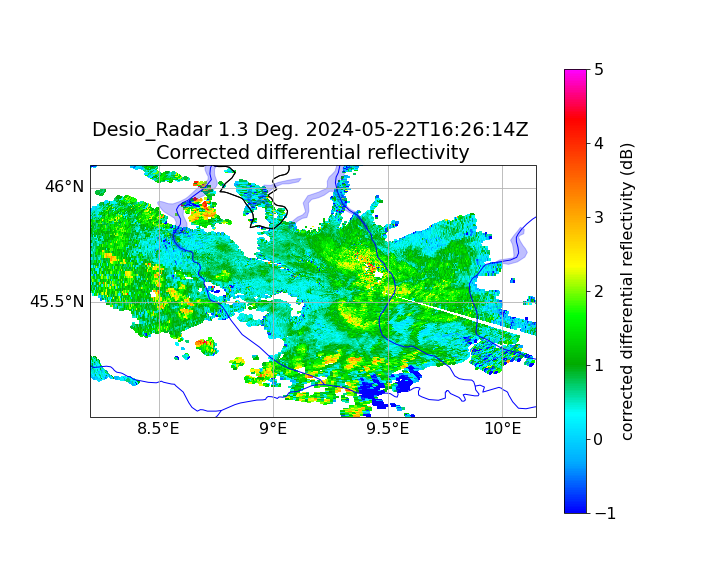 Desio_Radar 1.3 Deg. 2024-05-22T16:26:14Z
Corrected differential reflectivity
46°N
45.5°N
8.5°E
9°E
9.5°E
10°E
5
4
3
2
1
0
−1
corrected differential reflectivity (dB)